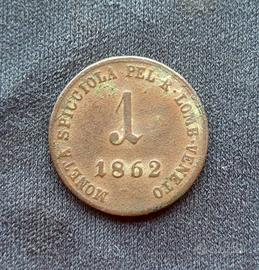 MONETA SPICCIOLA PEL R. LOMB-VENETO
1
1862